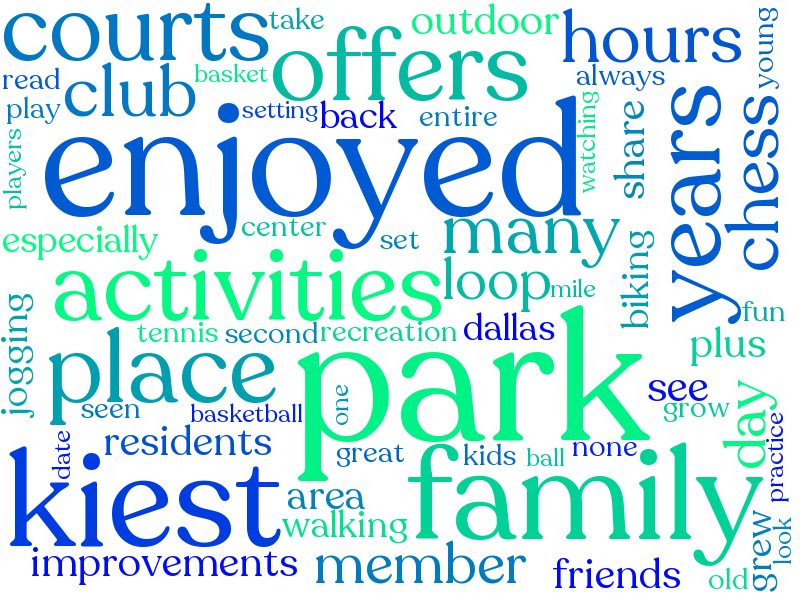 courts
take
outdoor
hours
young
offers
read
basket
always
club
play
setting
back
entire
watching
share
years
chess
players
enjoyed
especially
center
set
many
activities
loop
mile
biking
fun
jogging
tennis
second
recreation
dallas
plus
place
park
see
seen
basketball
one
grow
day
date
residents
great
kids
ball
none
practice
kiest
area
family
walking
grew
look
improvements
member
friends
old